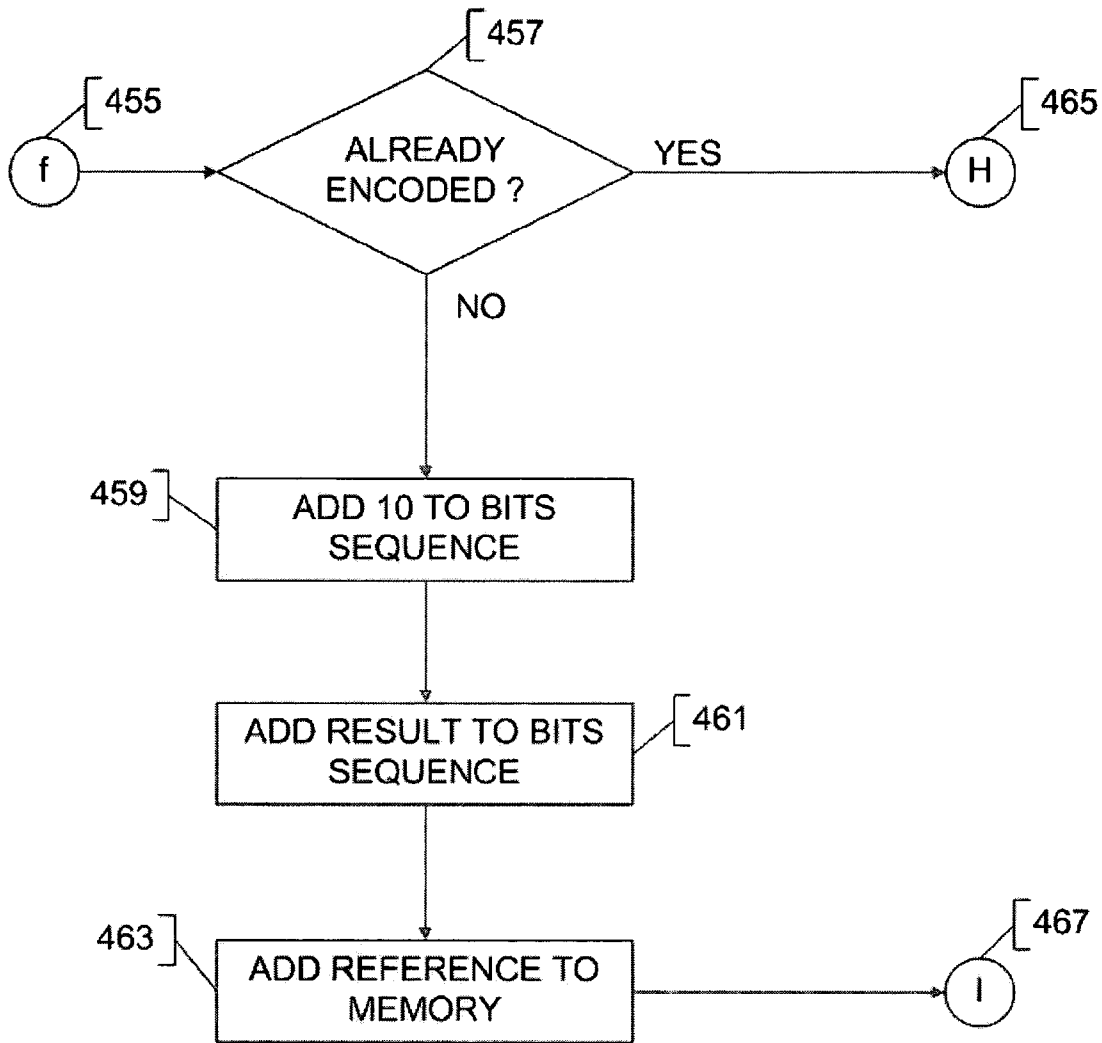 457
455
465
f
ALREADY
ENCODED ?
YES
H
NO
459
ADD 10 TO BITS
SEQUENCE
ADD RESULT TO BITS
SEQUENCE
461
463
467
ADD REFERENCE TO
MEMORY
I